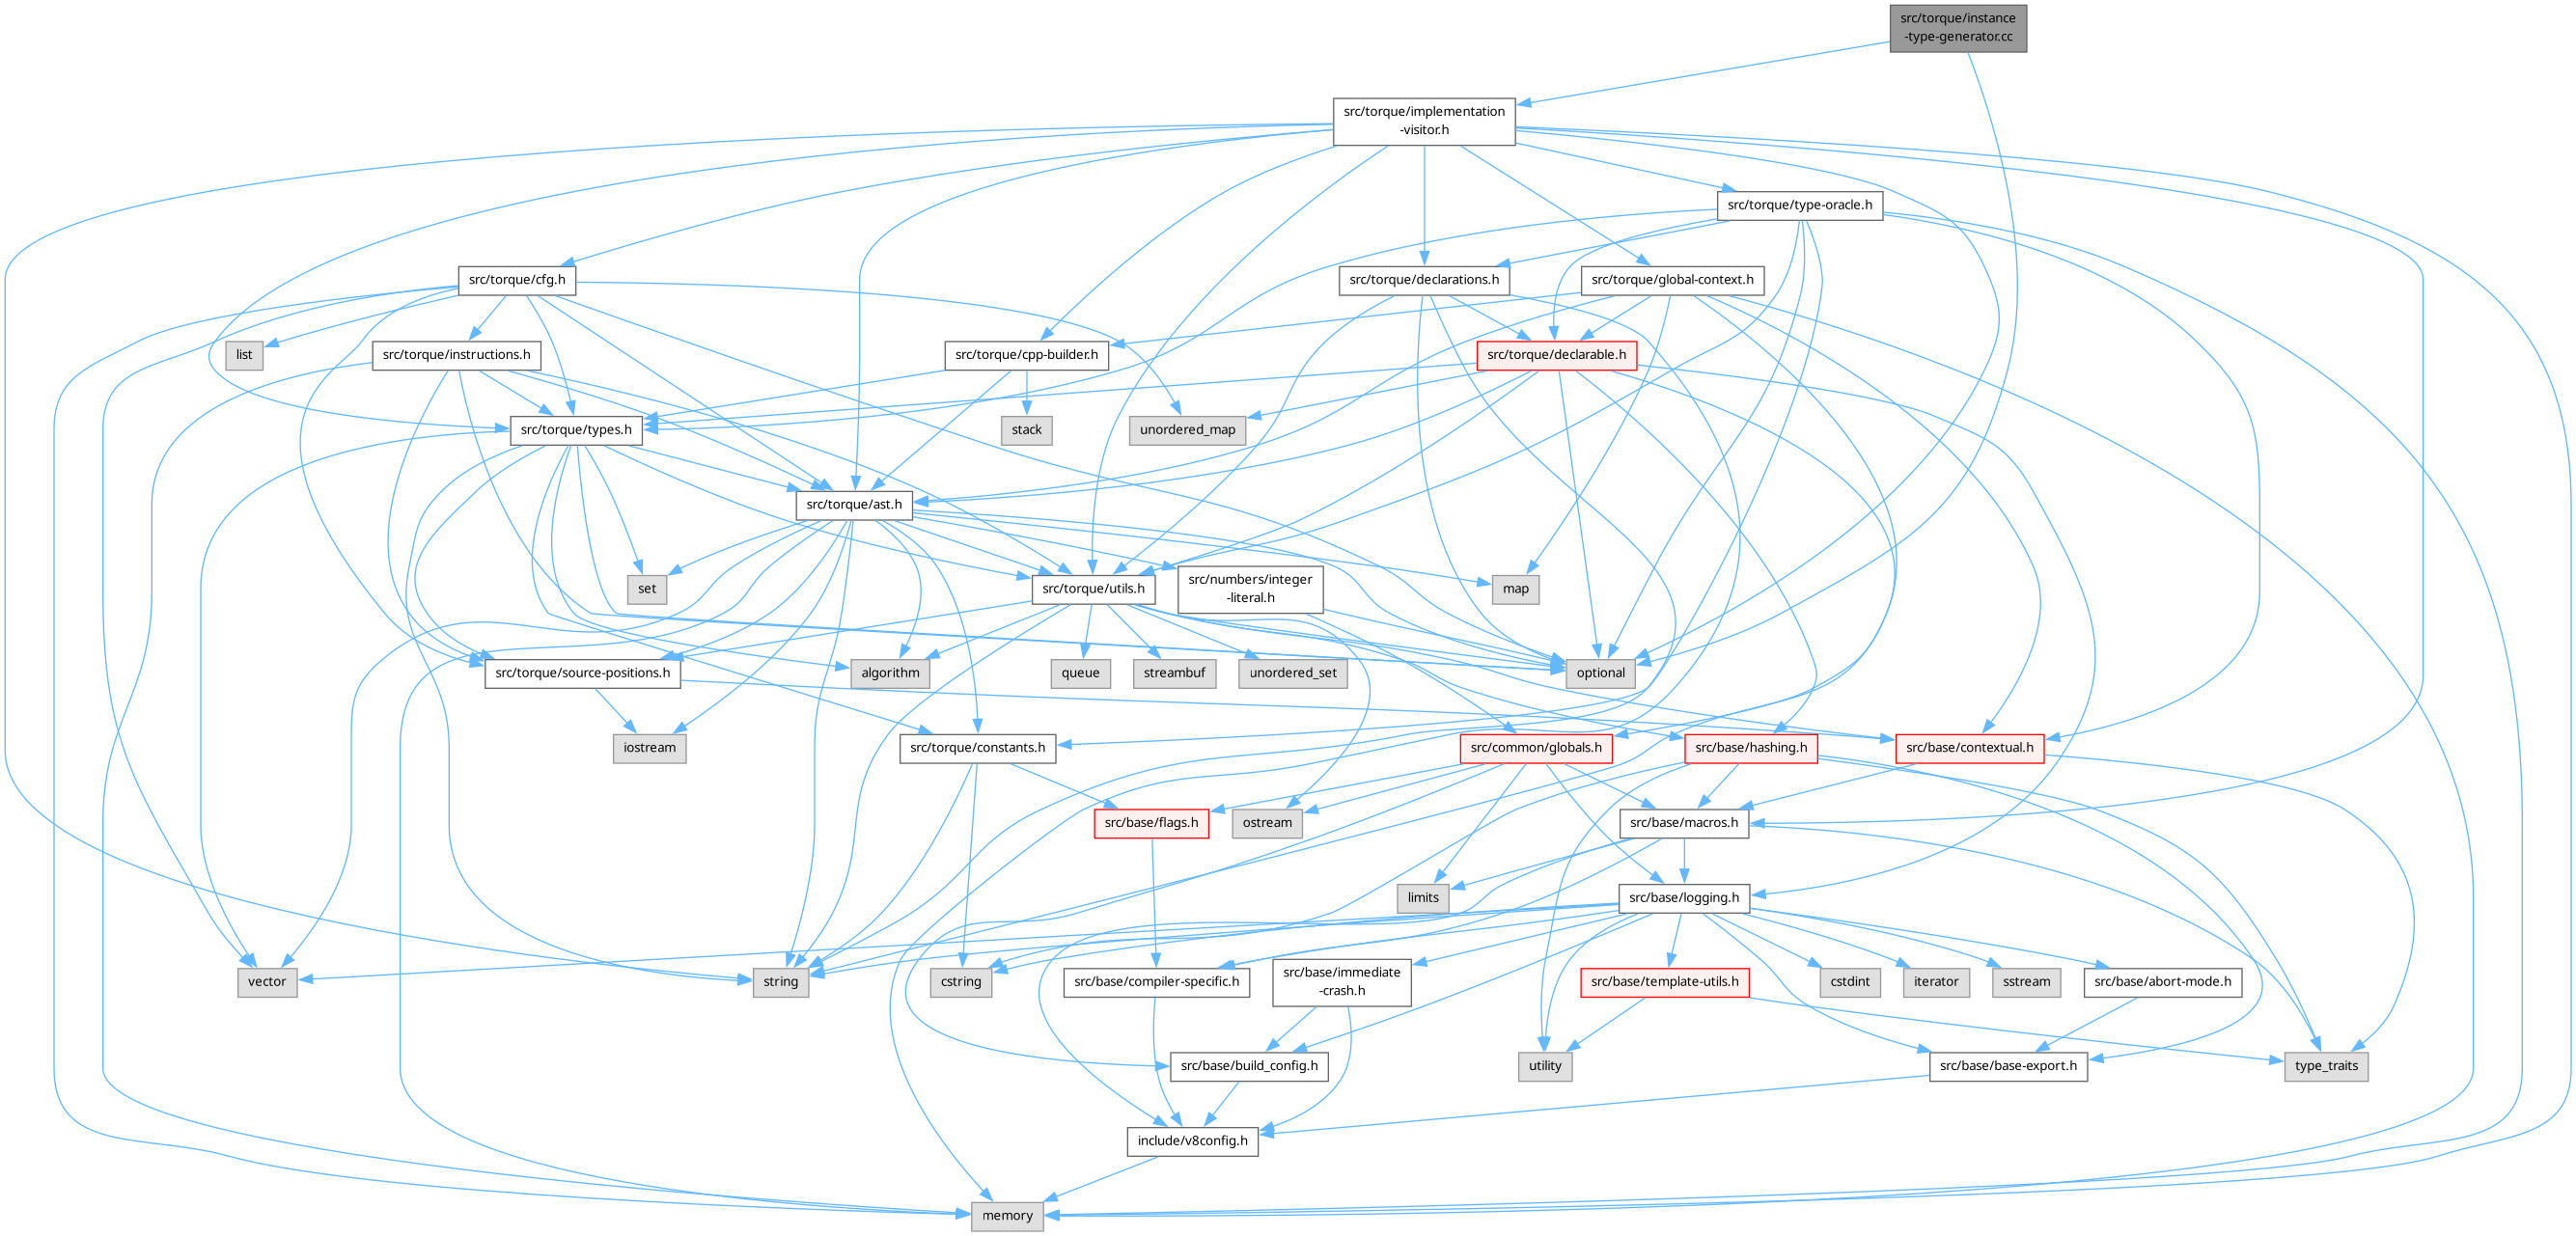 src/torque/instance
-type-generator.cc
src/torque/implementation
-visitor.h
src/torque/type-oracle.h
src/torque/cfg.h
src/torque/declarations.h
src/torque/global-context.h
list
src/torque/instructions.h
src/torque/cpp-builder.h
src/torque/declarable.h
src/torque/types.h
stack
unordered_map
src/torque/ast.h
set
src/torque/utils.h
src/numbers/integer
-literal.h
map
src/torque/source-positions.h
algorithm
queue
streambuf
unordered_set
optional
iostream
src/torque/constants.h
src/common/globals.h
src/base/hashing.h
src/base/contextual.h
src/base/flags.h
ostream
src/base/macros.h
limits
src/base/logging.h
vector
string
cstring
src/base/compiler-specific.h
src/base/immediate
-crash.h
src/base/template-utils.h
cstdint
iterator
sstream
src/base/abort-mode.h
src/base/build_config.h
utility
src/base/base-export.h
type_traits
include/v8config.h
memory